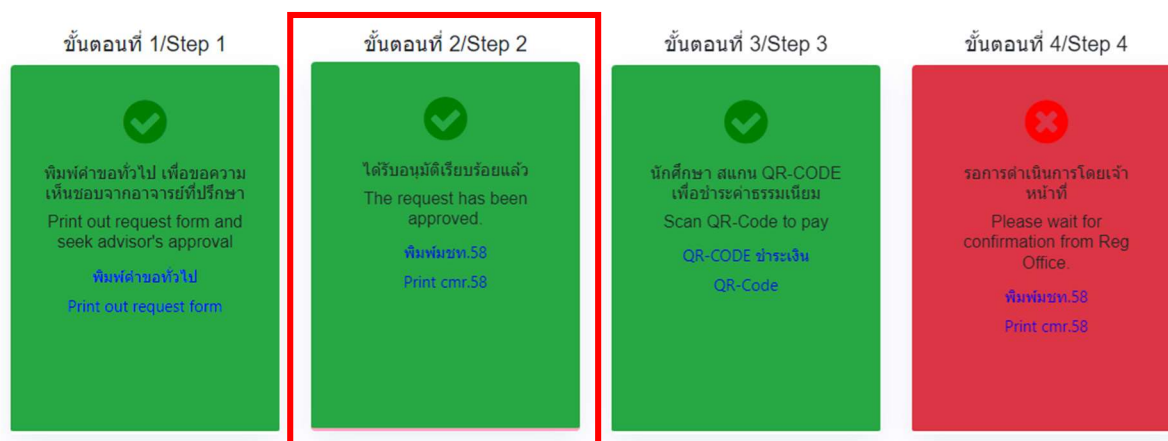 ขั้นตอนที่ 1/Step 1
พิมพ์คำขอทั่วไป เพื่อขอความ
เห็นชอบจากอาจารย์ที่ปรึกษา
Print out request form and
seek advisor's approval
พิมพ์คำขอทั่วไป
Print out request form
ขั้นตอนที่ 2/Step 2
ได้รับอนุมัติเรียบร้อยแล้ว
The request has been
approved.
พิมพ์มชท.58
Print cmr.58
ขั้นตอนที่ 3/Step 3
นักศึกษา สแกน QR-CODE
เพื่อชำระค่าธรรมเนียม
Scan QR-Code to pay
QR-CODE ชำระเงิน
QR-Code
ขั้นตอนที่ 4/Step 4
รอการดำเนินการโดยเจ้า
หน้าที่
Please wait for
confirmation from Reg
Office.
พิมพ์มชท.58
Print cmr.58